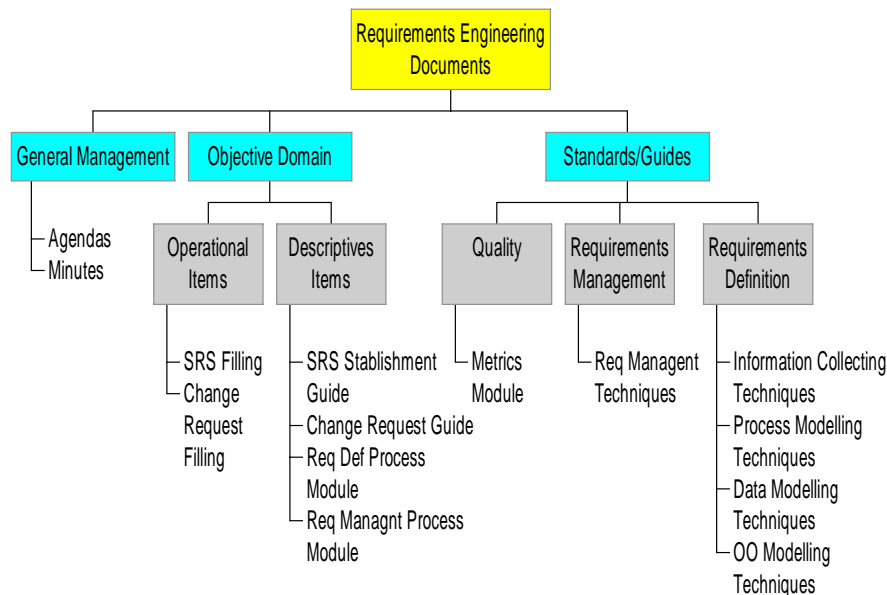 Requirements Engineering
Documents
General Management
Objective Domain
Standards/Guides
Agendas
Minutes
Operational
Items
Descriptives
Items
Quality
Requirements
Management
Requirements
Definition
SRS Filling
Change
Request
Filling
SRS Stablishment
Guide
Change Request Guide
Req Def Process
Module
Req Managnt Process
Module
Metrics
Module
Req Managent
Techniques
Information Collecting
Techniques
Process Modelling
Techniques
Data Modelling
Techniques
OO Modelling
Techniques